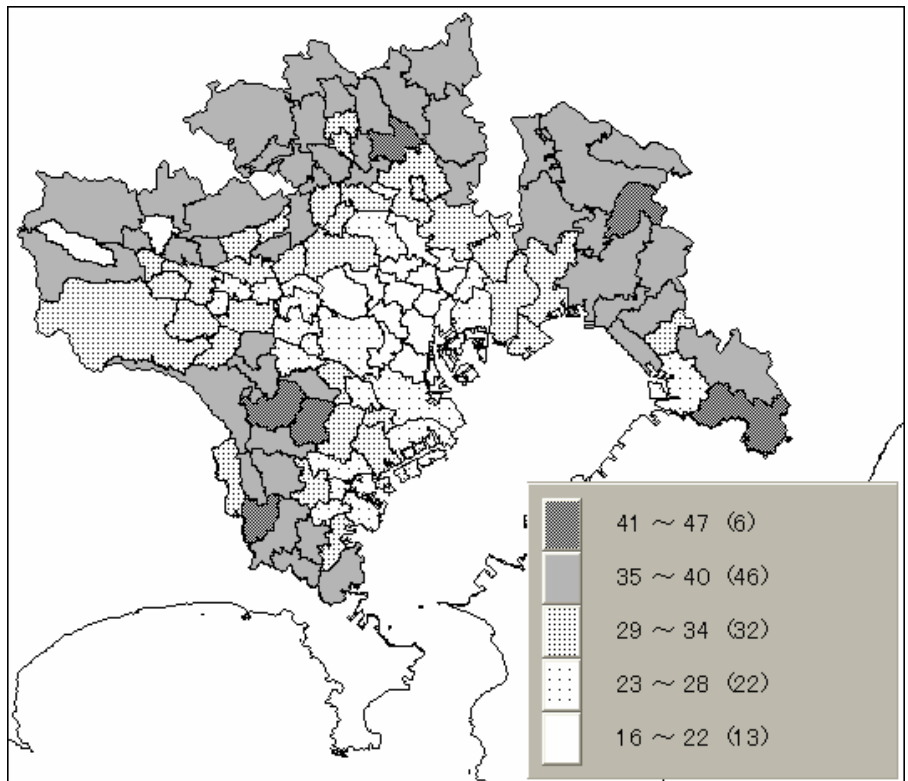 41 ～ 47 (6)
35 ～ 40 (46)
29 ～ 34 (32)
23 ～ 28 (22)
16 ～ 22 (13)